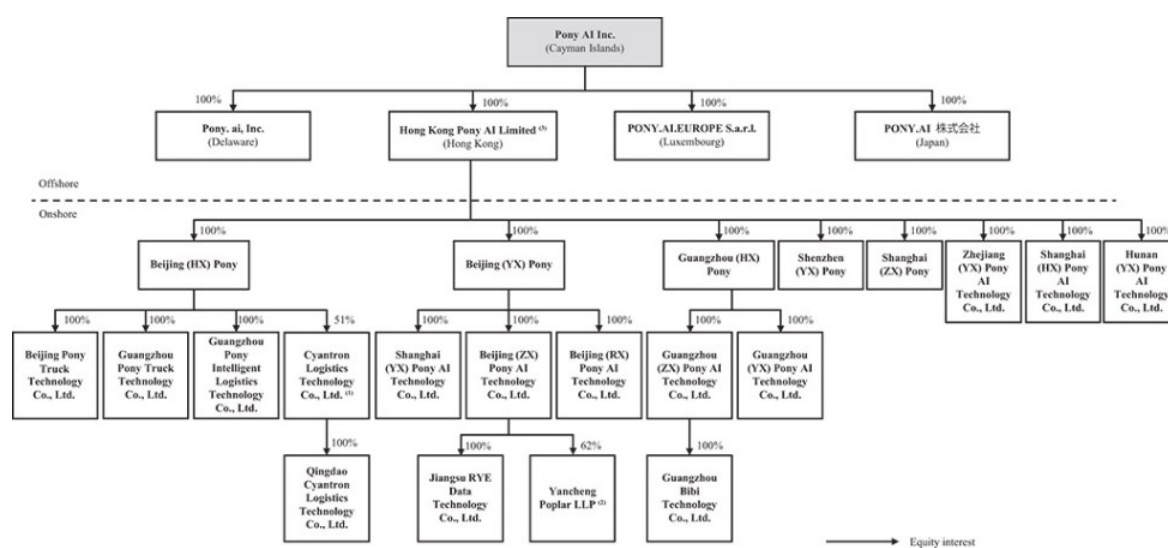 Pony AI Inc.
(Cayman Islands)
100%
100%
100%
100%
Pony. ai, Inc.
(Delaware)
Hong Kong Pony AI Limited (3)
(Hong Kong)
PONY.AI.EUROPE S.a.r.l.
(Luxembourg)
PONY.AI 株式会社
(Japan)
Offshore
Onshore
100%
100%
100%
100%
100%
100%
100%
100%
Beijing (HX) Pony
Beijing (YX) Pony
Guangzhou (HX)
Pony
Shenzhen
(YX) Pony
Shanghai
(ZX) Pony
Zhejiang
(YX) Pony
AI
Technology
Co., Ltd.
Shanghai
(HX) Pony
AI
Technology
Co., Ltd.
Hunan
(YX) Pony
AI
Technology
Co., Ltd.
100%
100%
100%
51%
100%
100%
100%
100%
100%
Beijing Pony
Truck
Technology
Co., Ltd.
Guangzhou
Pony Truck
Technology
Co., Ltd.
Guangzhou
Pony
Intelligent
Logistics
Technology
Co., Ltd.
Cyantron
Logistics
Technology
Co., Ltd. (1)
Shanghai
(YX) Pony AI
Technology
Co., Ltd.
Beijing (ZX)
Pony AI
Technology
Co., Ltd.
Beijing (RX)
Pony AI
Technology
Co., Ltd.
Guangzhou
(ZX) Pony AI
Technology
Co., Ltd.
Guangzhou
(YX) Pony AI
Technology
Co., Ltd.
100%
100%
62%
100%
Qingdao
Cyantron
Logistics
Technology
Co., Ltd.
Jiangsu RYE
Data
Technology
Co., Ltd.
Yancheng
Poplar LLP (2)
Guangzhou
Bibi
Technology
Co., Ltd.
Equity interest